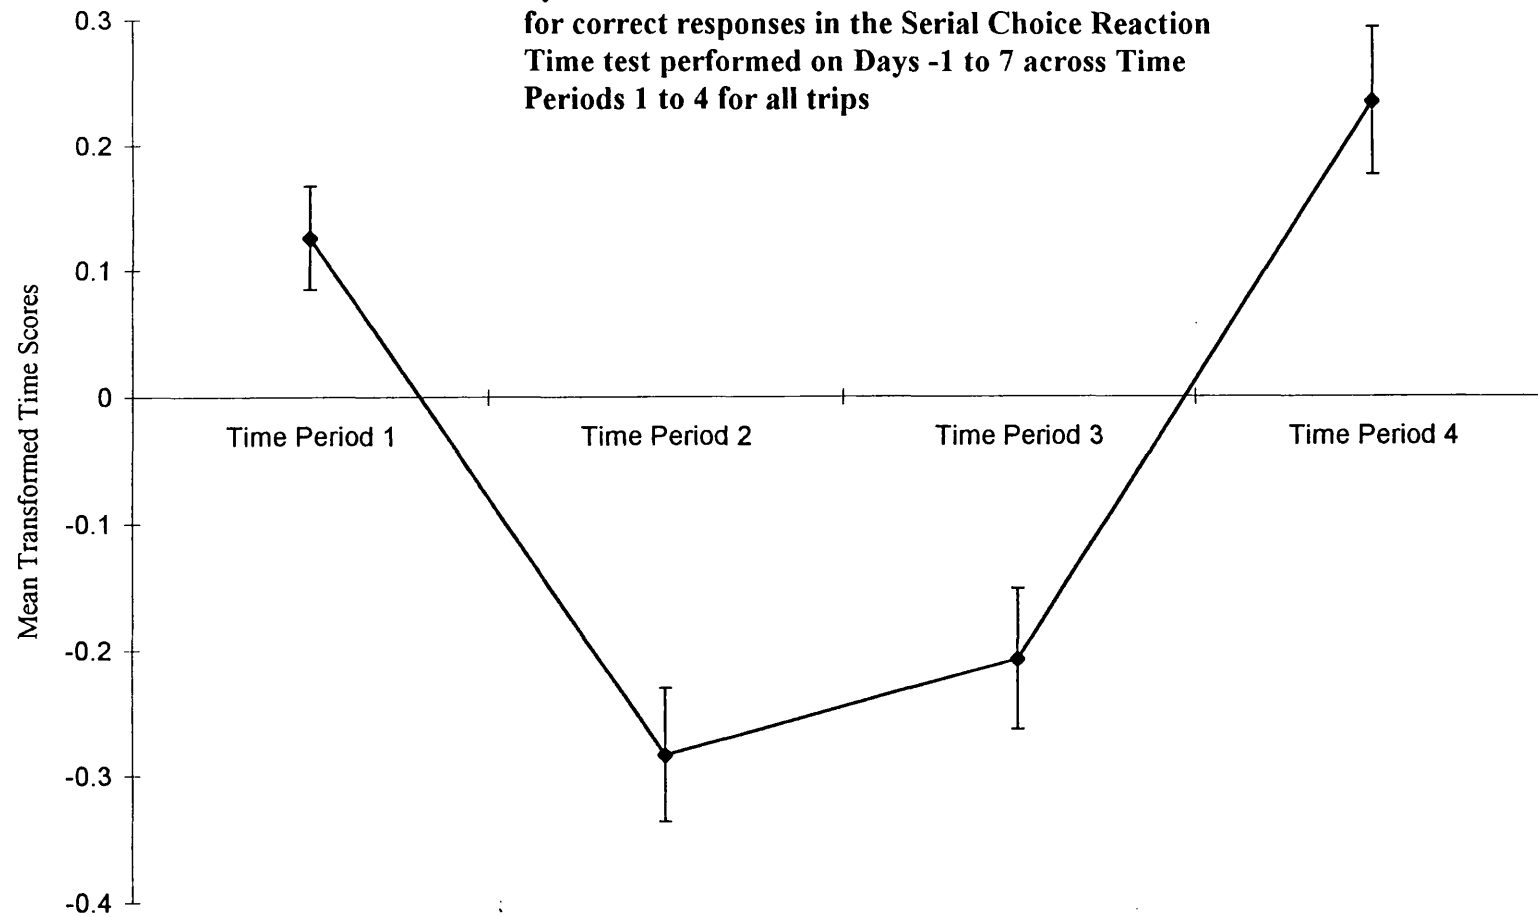 for correct responses in the Serial Choice Reaction
Time test performed on Days -1 to 7 across Time
Periods 1 to 4 for all trips
0.3
0.2
0.1
0
-0.1
-0.2
-0.3
-0.4
Mean Transformed Time Scores
Time Period 1
Time Period 2
Time Period 3
Time Period 4